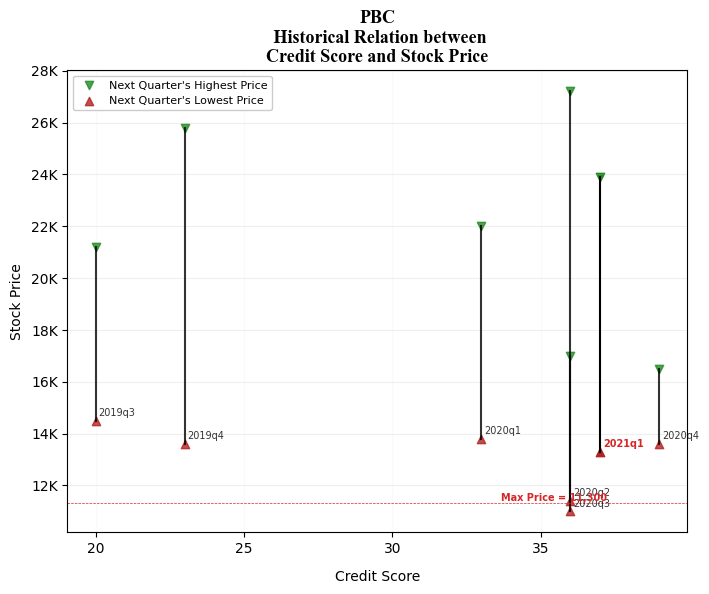 PBC
Historical Relation between
Credit Score and Stock Price
Next Quarter's Highest Price
Next Quarter's Lowest Price
28K
26K
24K
22K
20K
18K
16K
14K
12K
Stock Price
2019q3
2019q4
2020q1
2020q4
2021q1
2020q2
Max Price = 11,300
2020q3
20
25
30
35
Credit Score